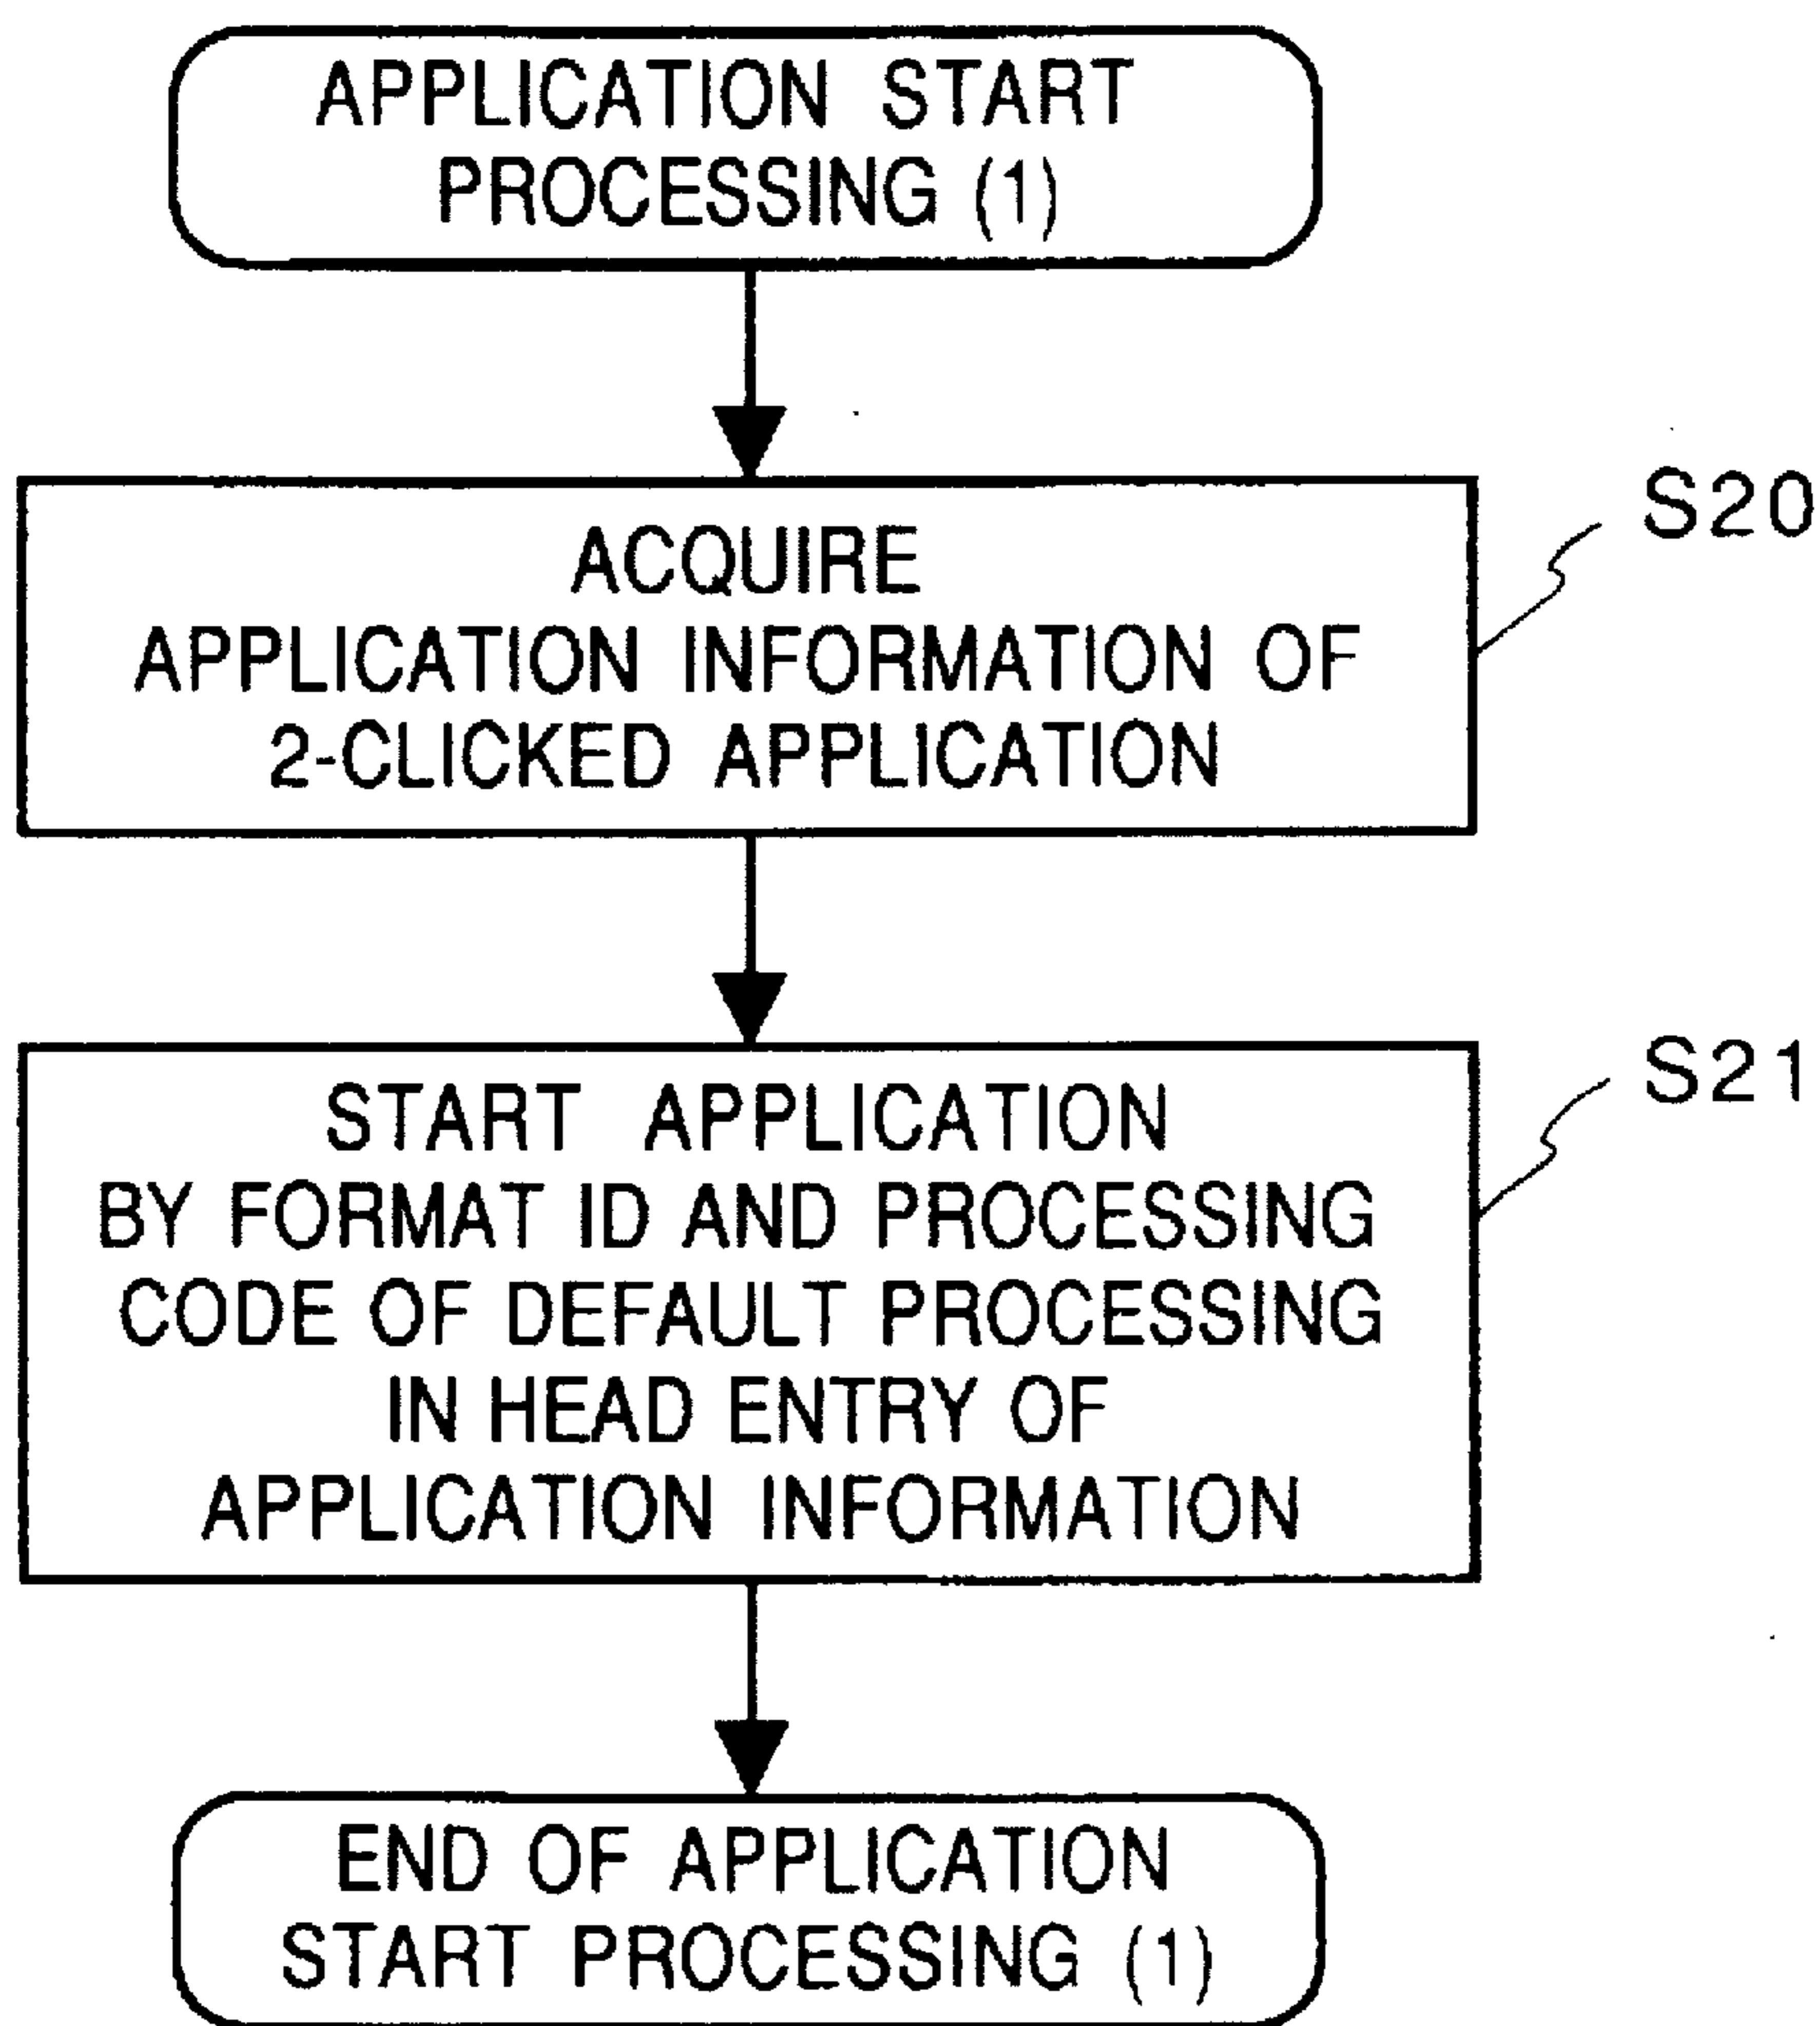 APPLICATION START
PROCESSING (1)
S20
ACQUIRE
APPLICATION INFORMATION OF
2-CLICKED APPLICATION
S21
START APPLICATION
BY FORMAT ID AND PROCESSING
CODE OF DEFAULT PROCESSING
IN HEAD ENTRY OF
APPLICATION INFORMATION
END OF APPLICATION
START PROCESSING (1)